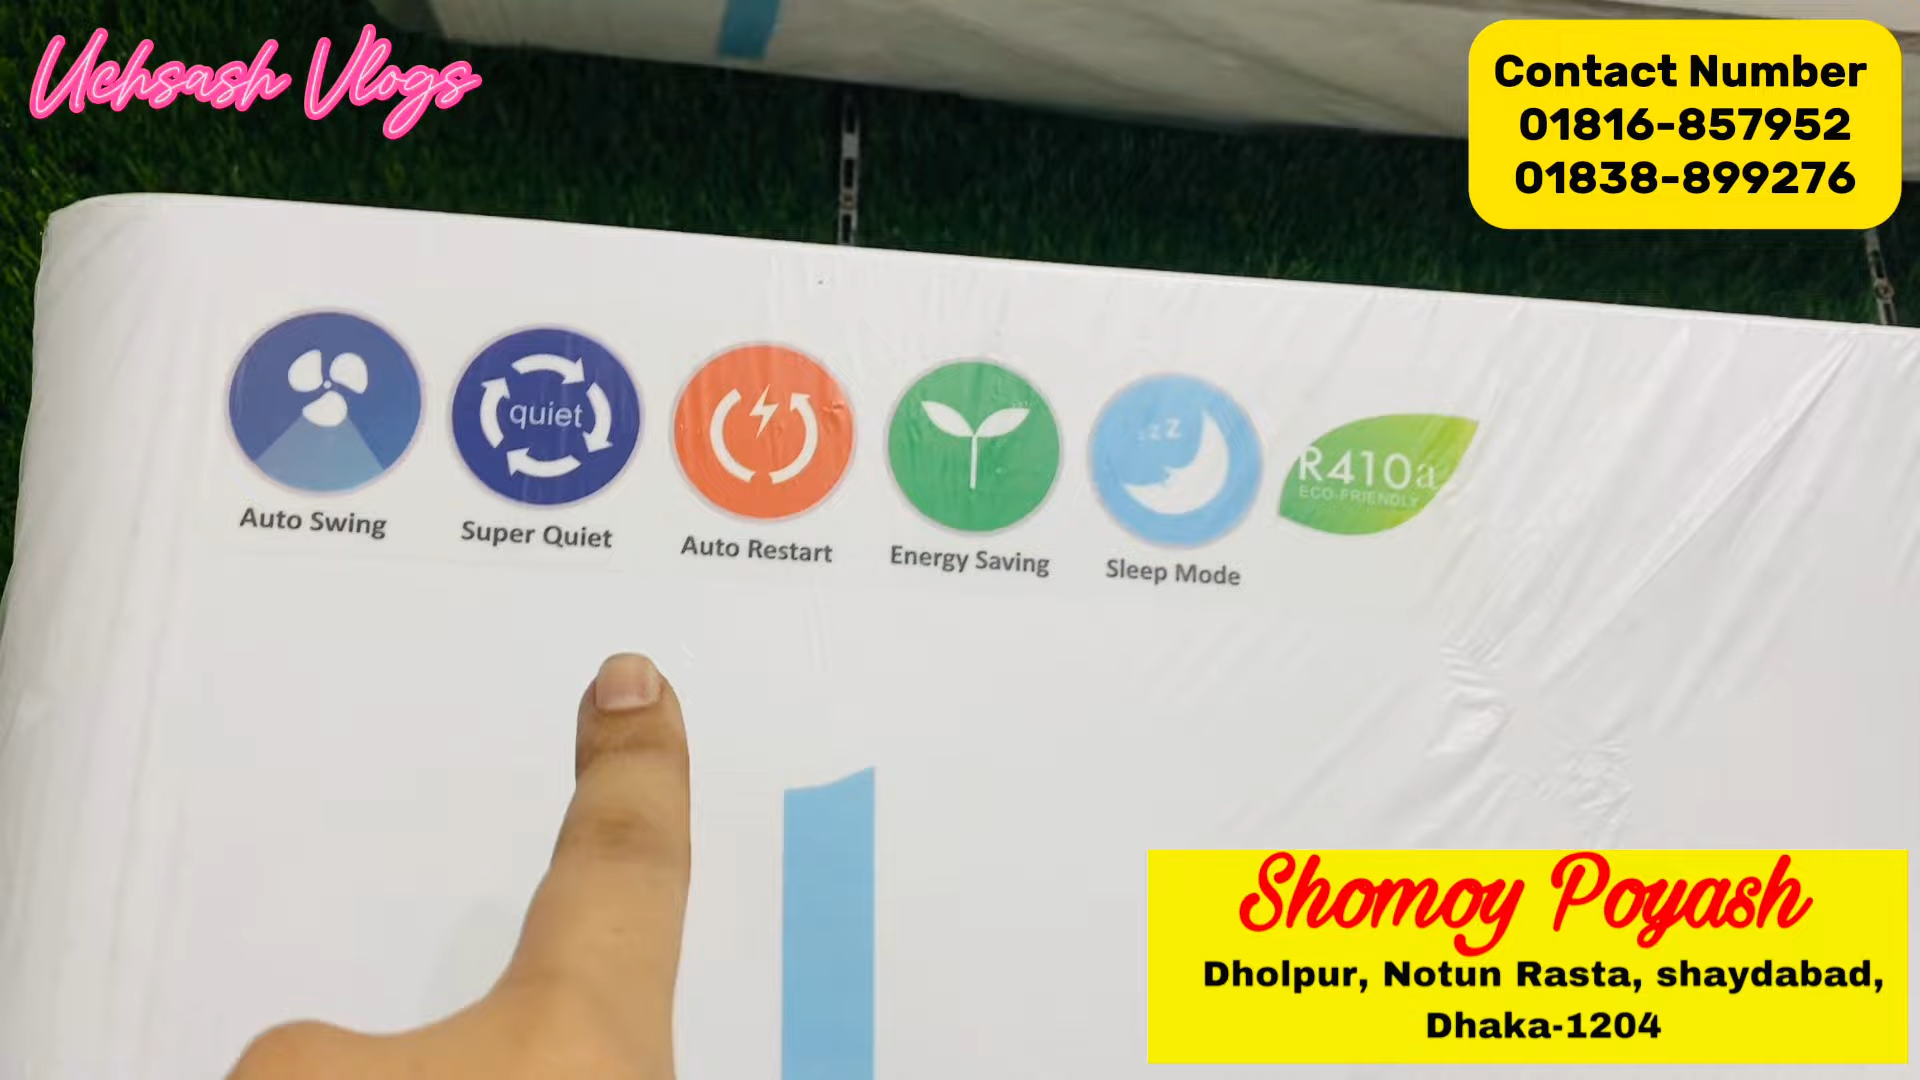 Uchsash Vlogs
Contact Number
01816-857952
01838-899276
quiet
zzZ
R410a
ECO-FRIENDLY
Auto Swing
Super Quiet
Auto Restart
Energy Saving
Sleep Mode
Shomoy Poyash
Dholpur, Notun Rasta, shaydabad,
Dhaka-1204